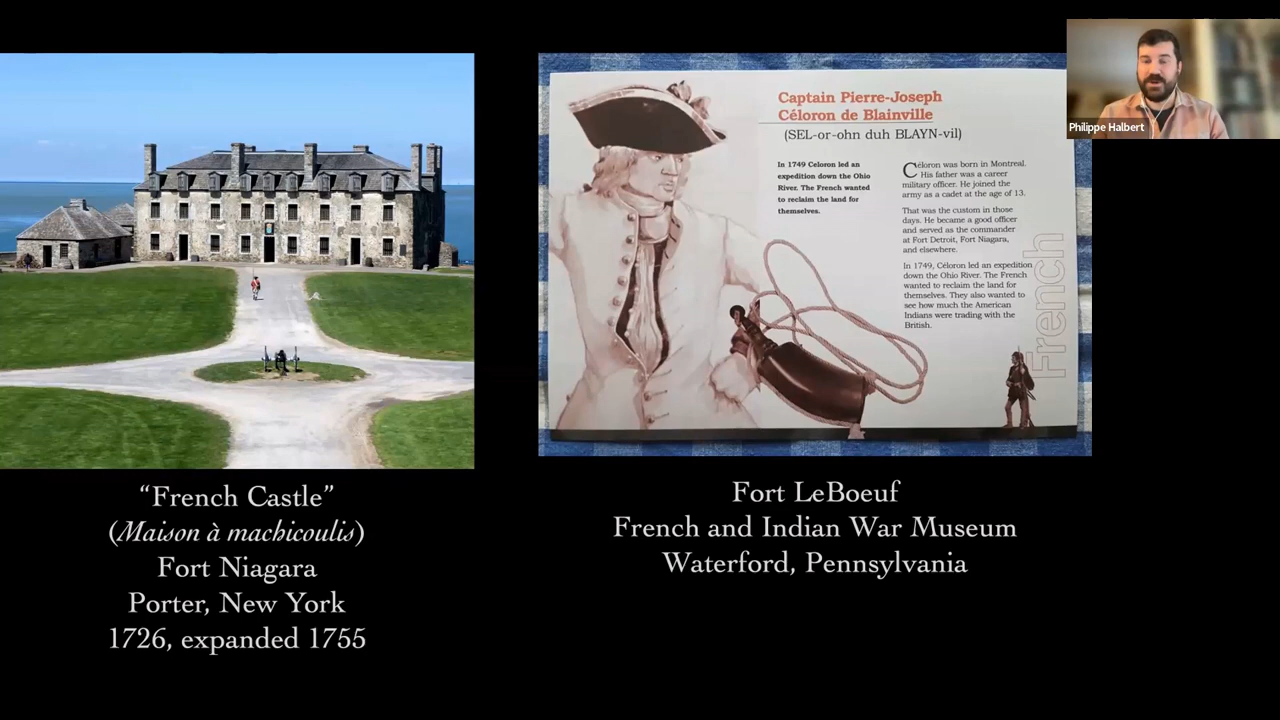 “French Castle”
(Maison à machicoulis)
Fort Niagara
Porter, New York
1726, expanded 1755
Captain Pierre-Joseph
Céloron de Blainville
(SEL-or-ohn duh BLAYN-vil)
In 1749 Celoron led an
expedition down the Ohio
River. The French wanted
to reclaim the land for
themselves.
Céloron was born in Montreal.
His father was a career
military officer. He joined the
army as a cadet at the age of 13.
That was the custom in those
days. He became a good officer
and served as the commander
at Fort Detroit, Fort Niagara,
and elsewhere.
In 1749, Céloron led an expedition
down the Ohio River. The French
wanted to reclaim the land for
themselves. They also wanted to
see how much the American
Indians were trading with the
British.
French
Fort LeBoeuf
French and Indian War Museum
Waterford, Pennsylvania
Philippe Halbert